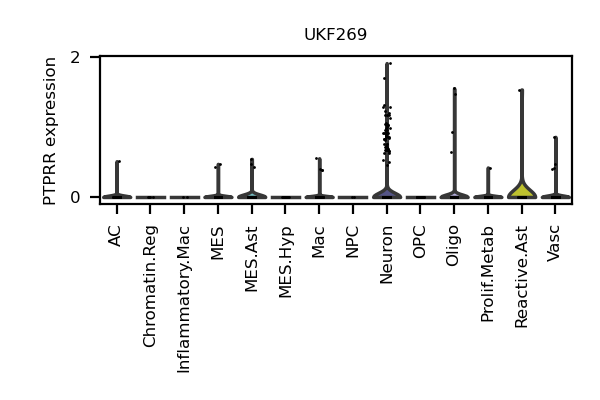 UKF269
PTPRR expression
2
0
AC
Chromatin.Reg
Inflammatory.Mac
MES
MES.Ast
MES.Hyp
Mac
NPC
Neuron
OPC
Oligo
Prolif.Metab
Reactive.Ast
Vasc